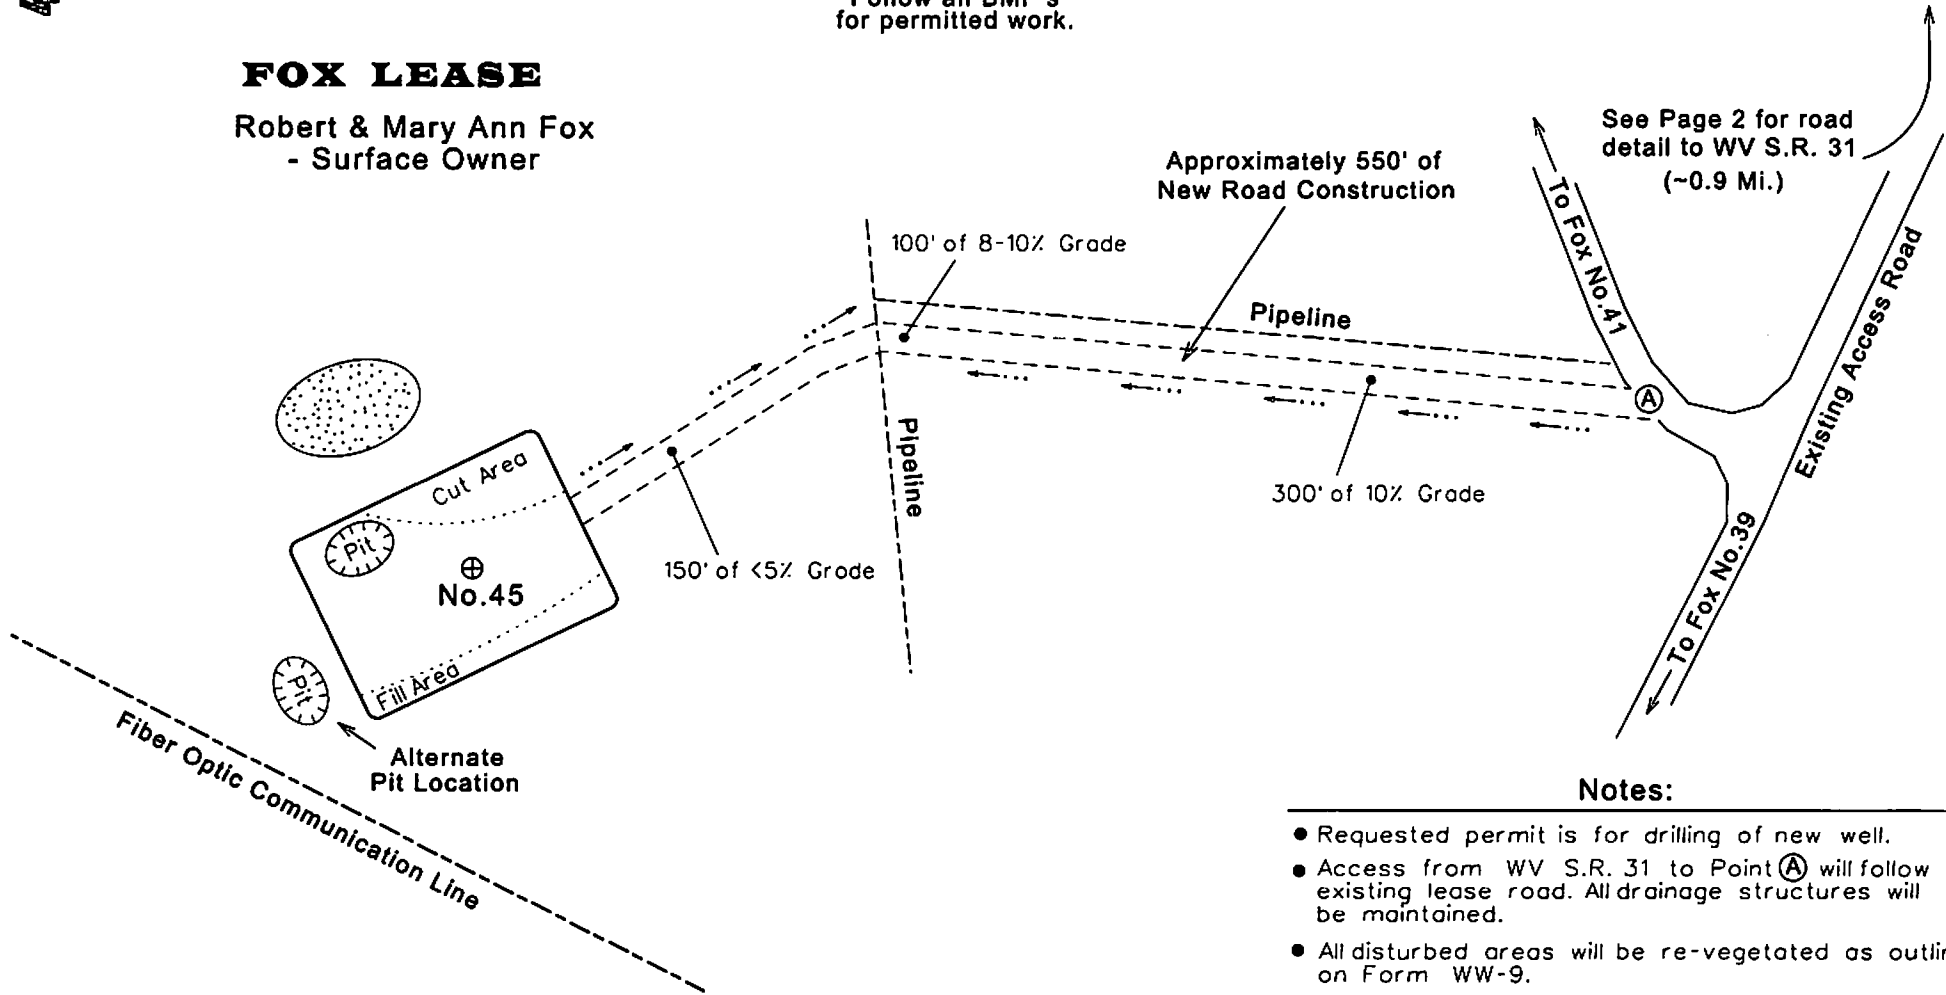 Follow all BMP's
for permitted work.
FOX LEASE
Robert & Mary Ann Fox
- Surface Owner
See Page 2 for road
detail to WV S.R. 31
(~0.9 Mi.)
Approximately 550' of
New Road Construction
To Fox No.41
100' of 8-10% Grade
Pipeline
Existing Access Road
A
Pipeline
Cut Area
Pit
300' of 10% Grade
150' of <5% Grade
No.45
To Fox No.39
Fill Area
Pit
Fiber Optic Communication Line
Alternate
Pit Location
Notes:
● Requested permit is for drilling of new well.
● Access from WV S.R. 31 to Point Ⓐ will follow
existing lease road. All drainage structures will
be maintained.
● All disturbed areas will be re-vegetated as outlin
on Form WW-9.